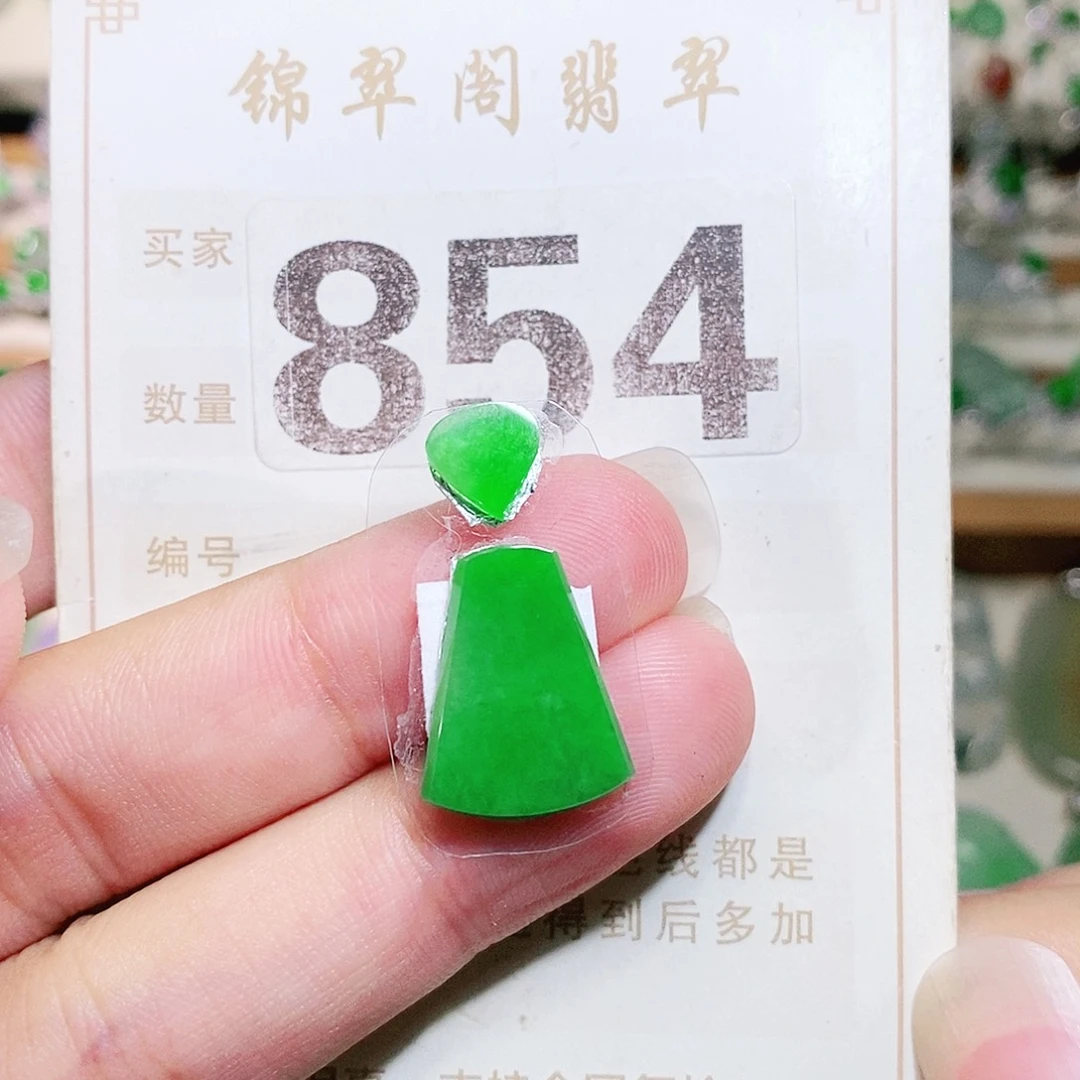 锦翠阁翡翠
买家 854
数量
编号
线都是
得到后多加